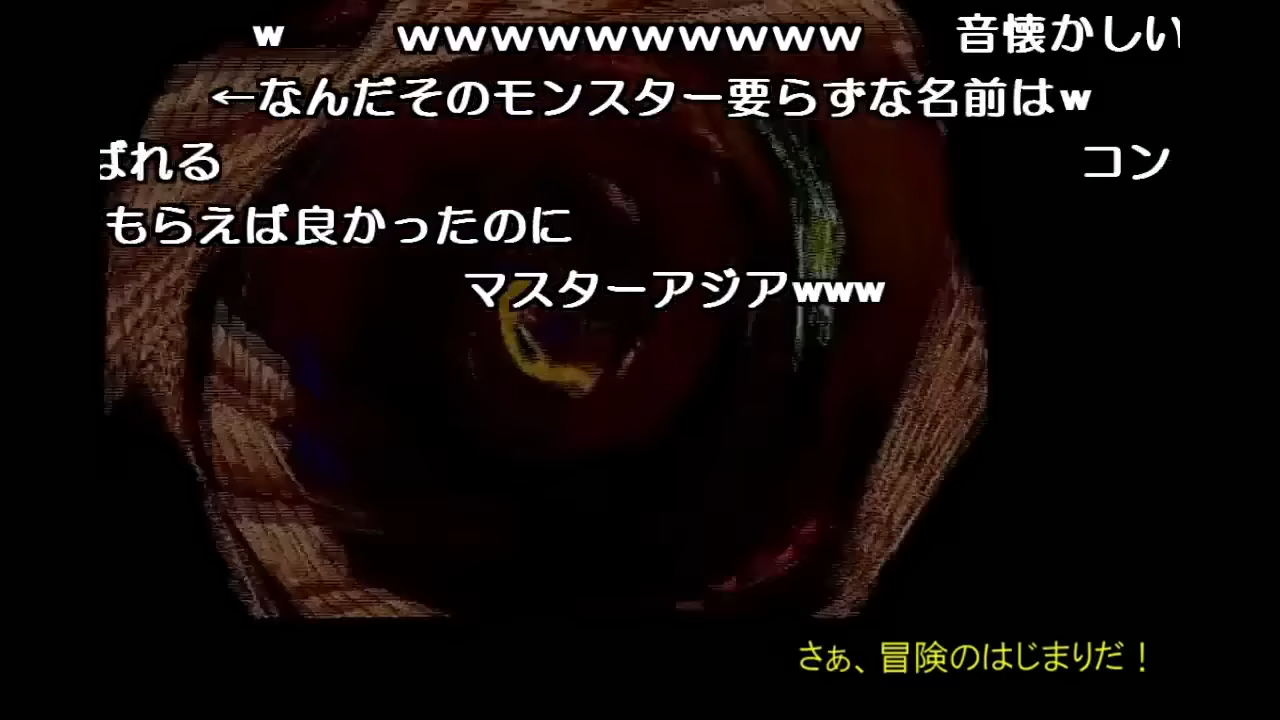 w wwwwwwwwww 音懐かしい
←なんだそのモンスター要らずな名前はw
ばれる コン
もらえば良かったのに
マスターアジアwww
さぁ、冒険のはじまりだ！